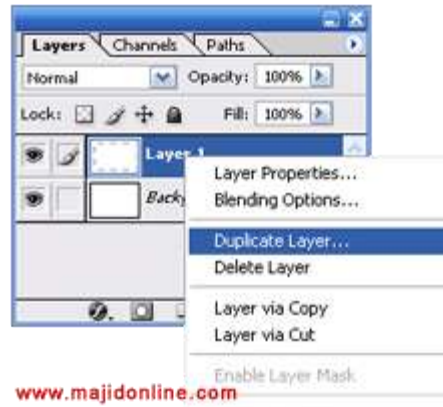 Layers Channels Paths
Normal Opacity: 100%
Lock: Fill: 100%
Layer 1
Layer Properties...
Blending Options...
Duplicate Layer...
Delete Layer
Layer via Copy
Layer via Cut
Enable Layer Mask
www.majidonline.com